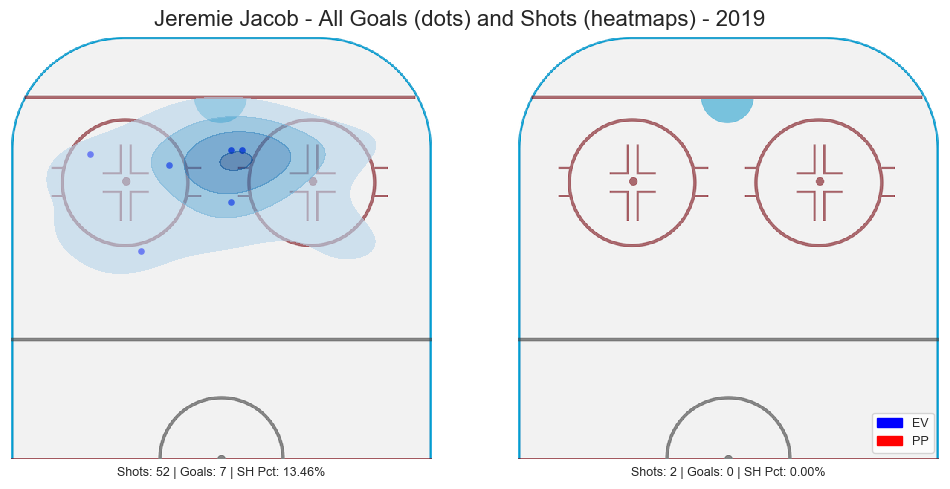 Jeremie Jacob - All Goals (dots) and Shots (heatmaps) - 2019
EV
PP
Shots: 52 | Goals: 7 | SH Pct: 13.46%
Shots: 2 | Goals: 0 | SH Pct: 0.00%